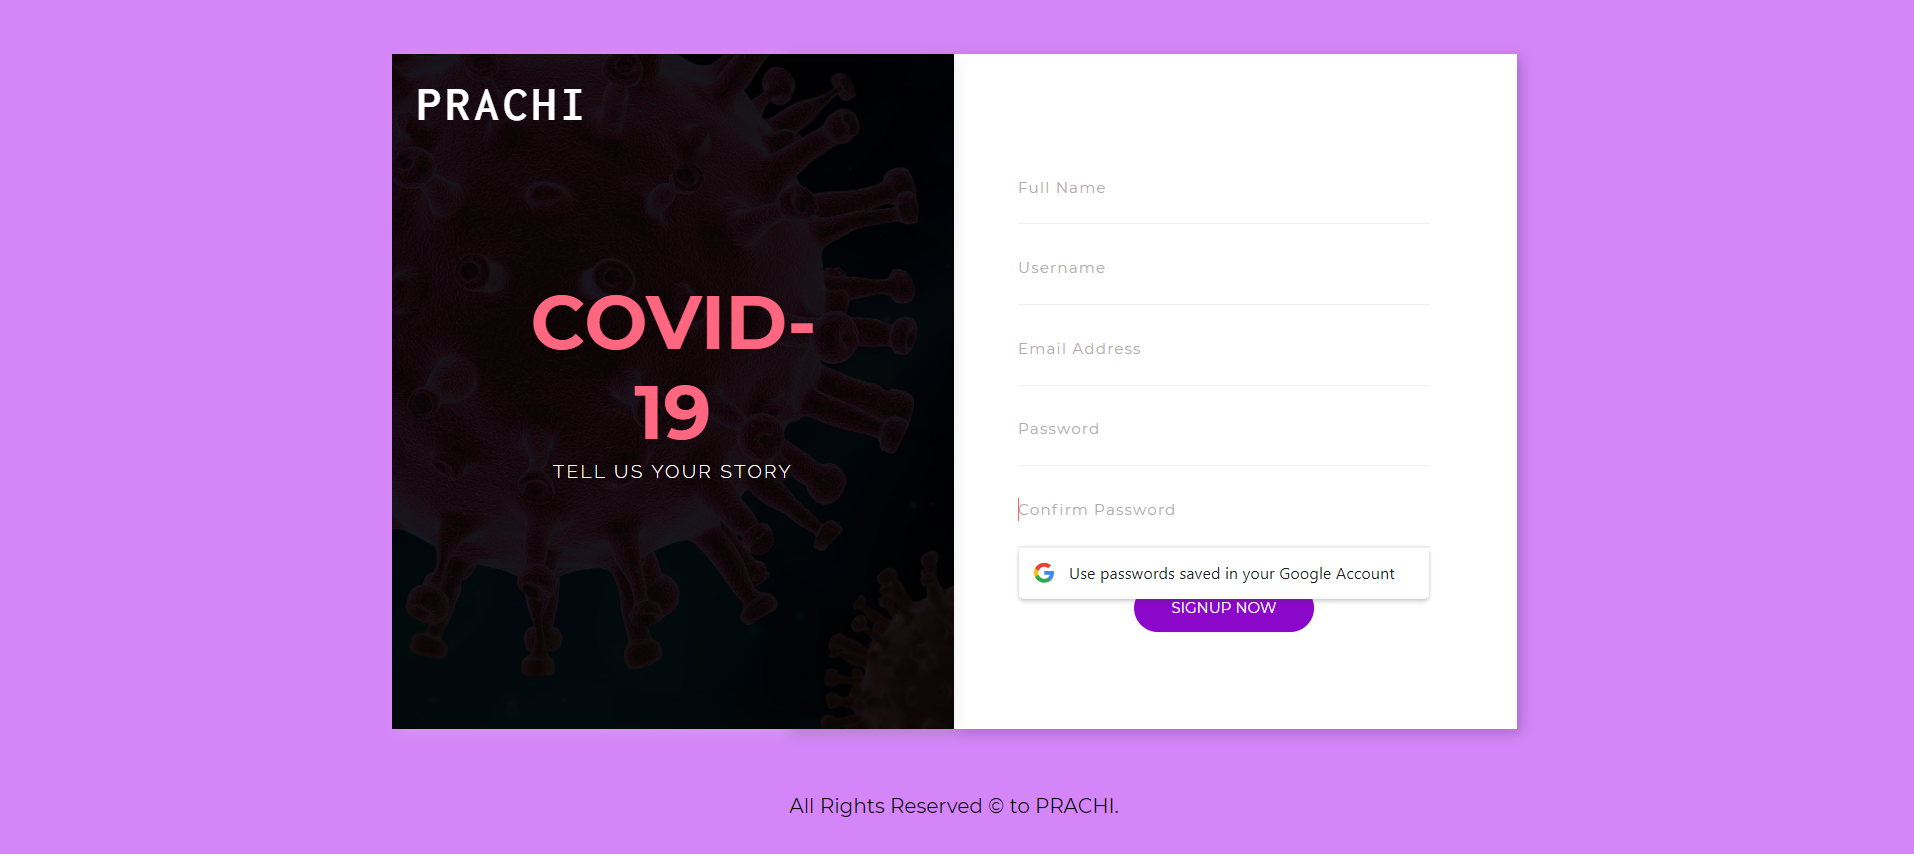 PRACHI
COVID-
19
TELL US YOUR STORY
Full Name
Username
Email Address
Password
Confirm Password
Use passwords saved in your Google Account
SIGNUP NOW
All Rights Reserved © to PRACHI.